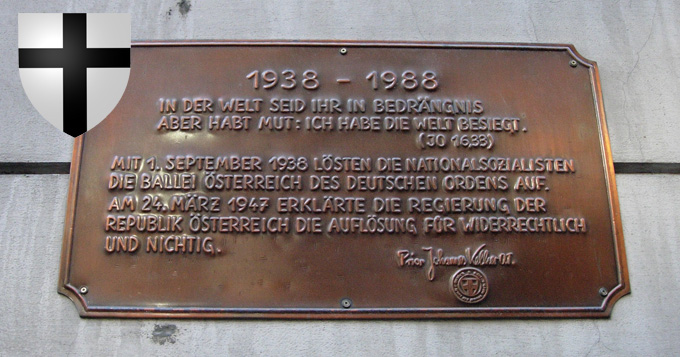 1938 – 1988
IN DER WELT SEID IHR IN BEDRÄNGNIS
ABER HABT MUT: ICH HABE DIE WELT BESIEGT.
(JO 16,33)
MIT 1. SEPTEMBER 1938 LÖSTEN DIE NATIONALSOZIALISTEN
DIE BALLEI ÖSTERREICH DES DEUTSCHEN ORDENS AUF.
AM 24. MÄRZ 1947 ERKLÄRTE DIE REGIERUNG DER
REPUBLIK ÖSTERREICH DIE AUFLÖSUNG FÜR WIDERRECHTLICH
UND NICHTIG.
Prior Johannes